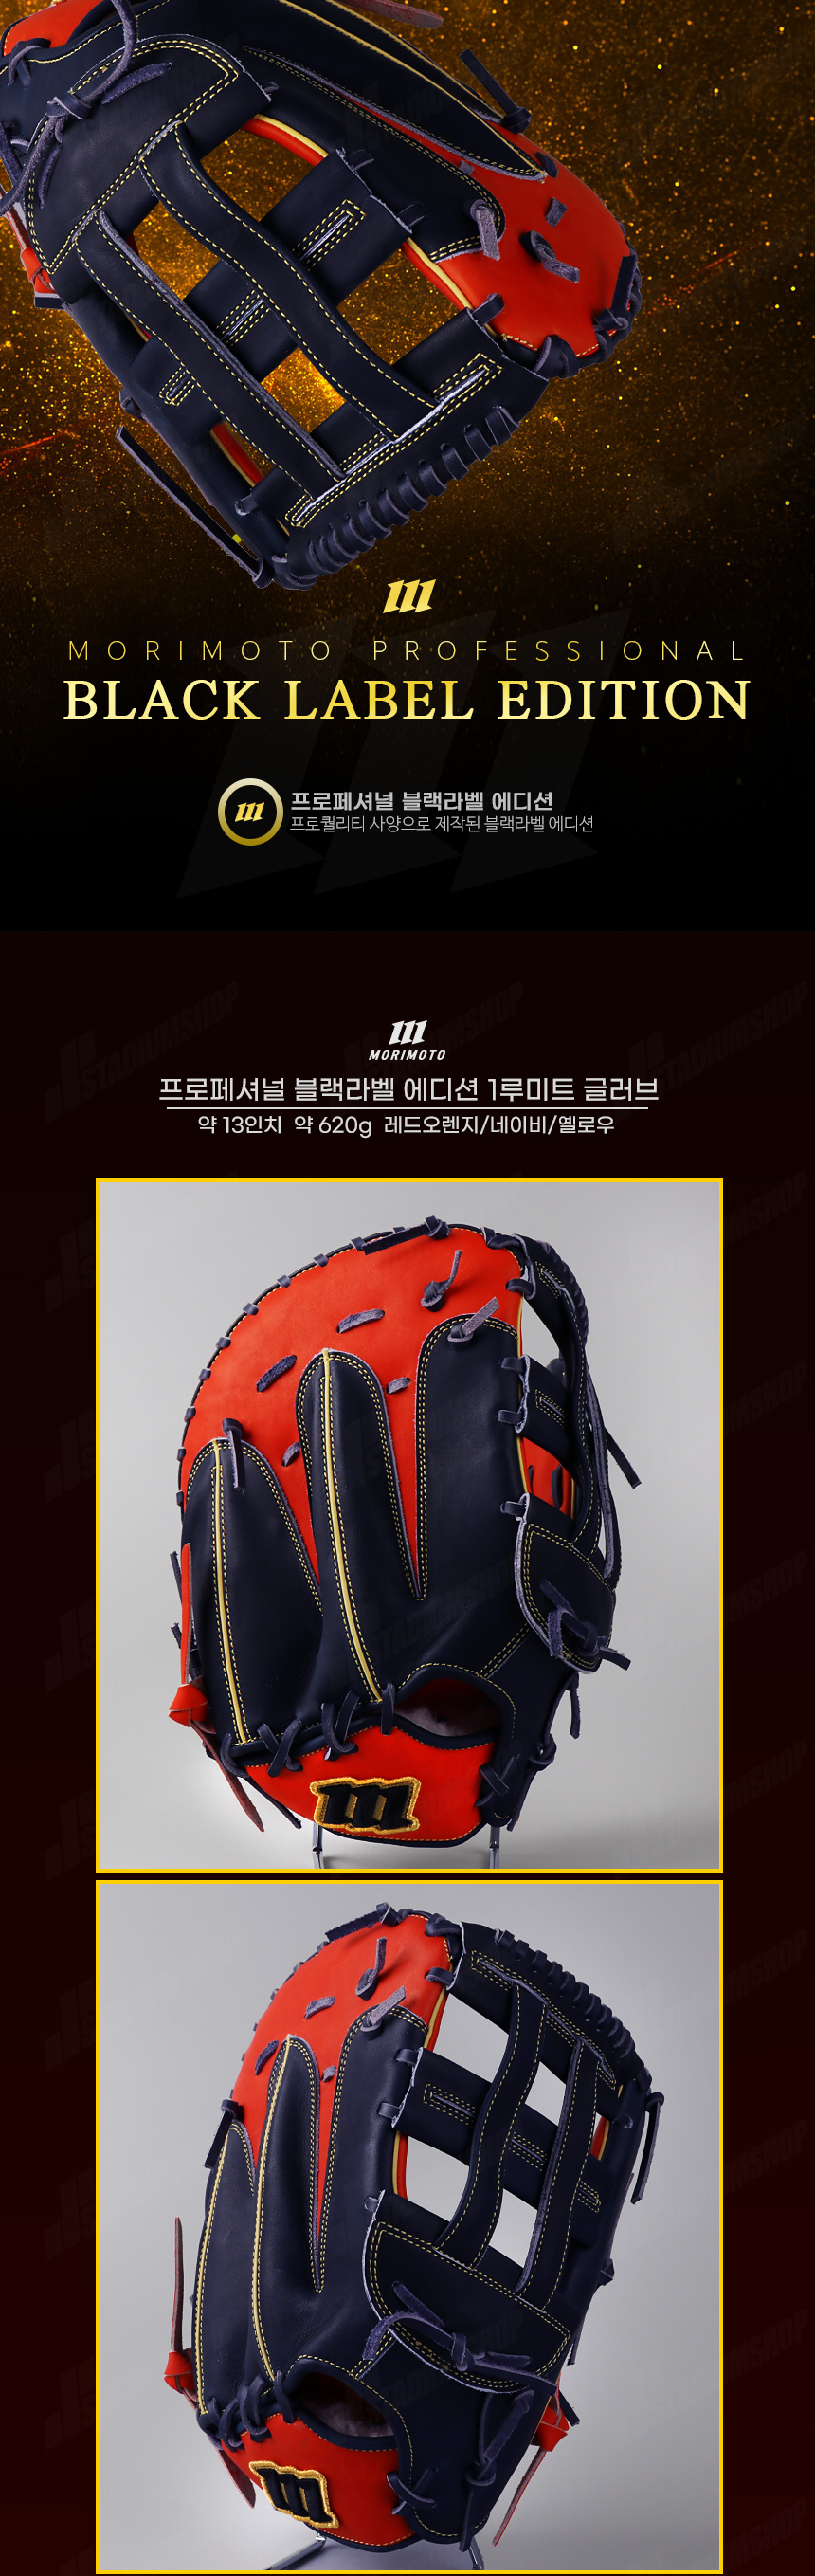 MORIMOTO PROFESSIONAL
BLACK LABEL EDITION
프로페셔널 블랙라벨 에디션
프로퀄리티 사양으로 제작된 블랙라벨 에디션
MORIMOTO
프로페셔널 블랙라벨 에디션 1루미트 글러브
약 13인치 약 620g 레드오렌지/네이비/옐로우
STADIUMSHOP